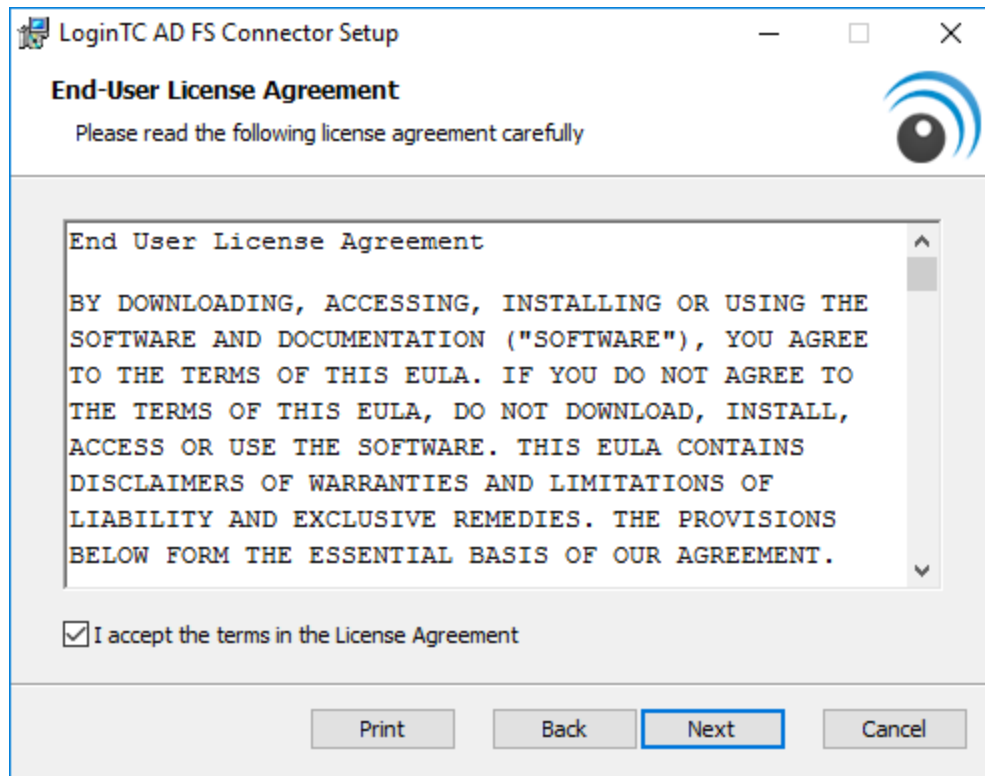 LoginTC AD FS Connector Setup
End-User License Agreement
Please read the following license agreement carefully
End User License Agreement
BY DOWNLOADING, ACCESSING, INSTALLING OR USING THE
SOFTWARE AND DOCUMENTATION ("SOFTWARE"), YOU AGREE
TO THE TERMS OF THIS EULA. IF YOU DO NOT AGREE TO
THE TERMS OF THIS EULA, DO NOT DOWNLOAD, INSTALL,
ACCESS OR USE THE SOFTWARE. THIS EULA CONTAINS
DISCLAIMERS OF WARRANTIES AND LIMITATIONS OF
LIABILITY AND EXCLUSIVE REMEDIES. THE PROVISIONS
BELOW FORM THE ESSENTIAL BASIS OF OUR AGREEMENT.
I accept the terms in the License Agreement
Print Back Next Cancel